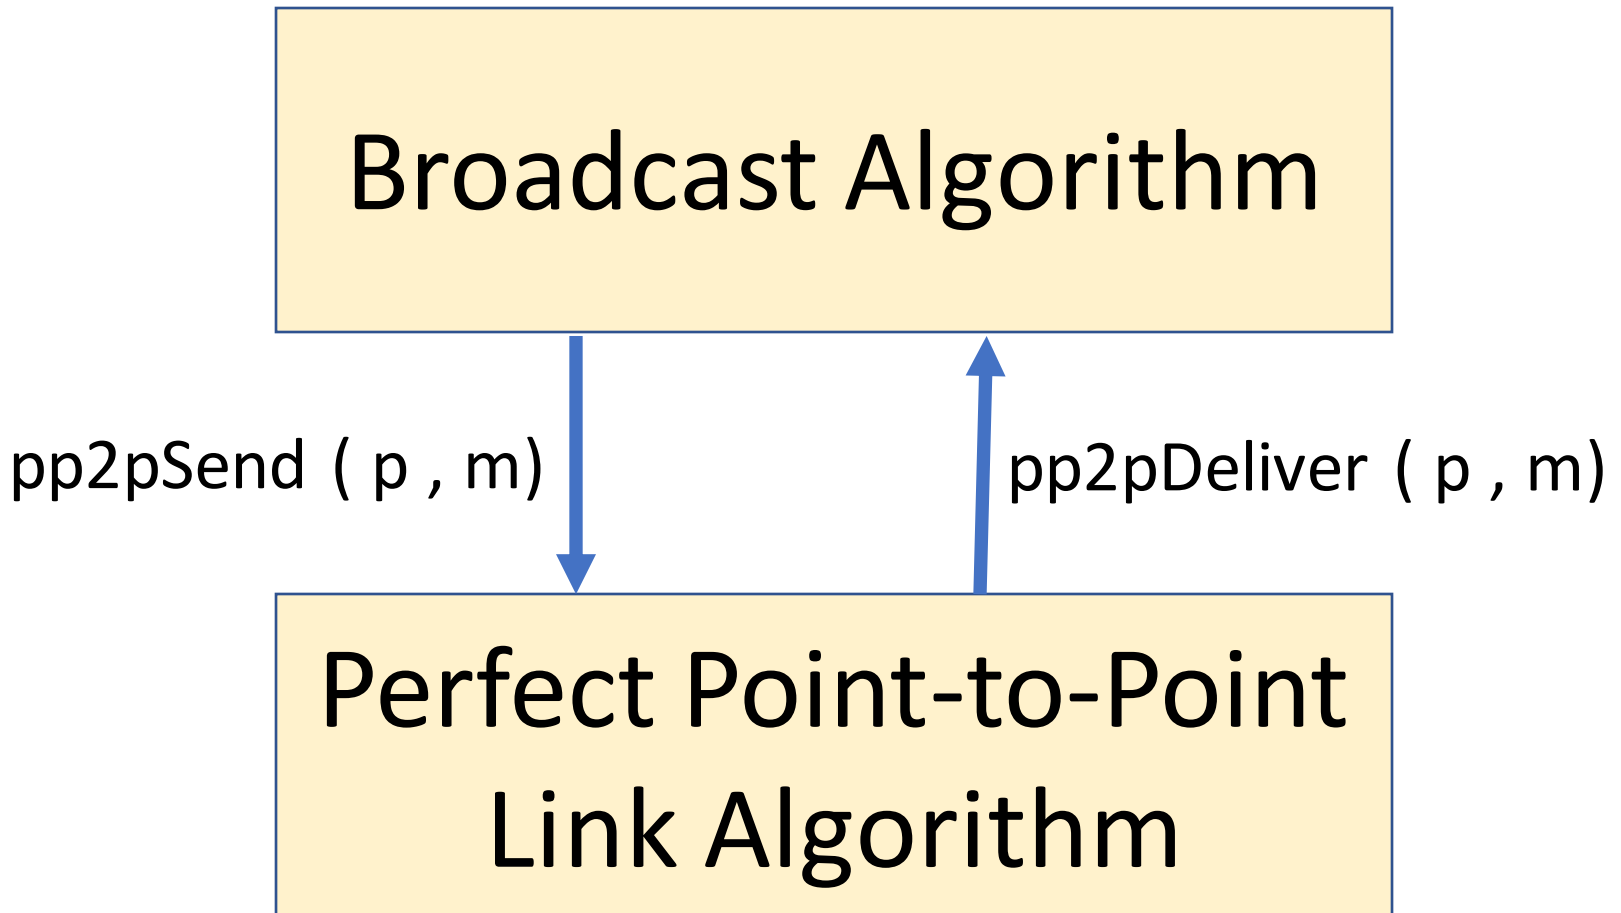 Broadcast Algorithm
pp2pSend ( p , m)
pp2pDeliver ( p , m)
Perfect Point-to-Point
Link Algorithm